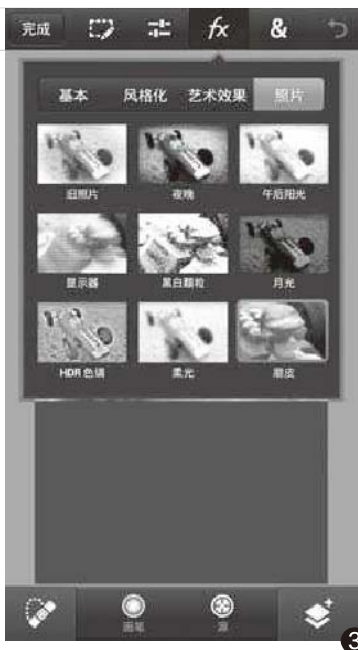 完成 fx &
基本 风格化 艺术效果 照片
旧照片 夜晚 午后阳光
显示器 黑白颗粒 月光
HDR 色调 柔光 磨皮
画笔 源
3